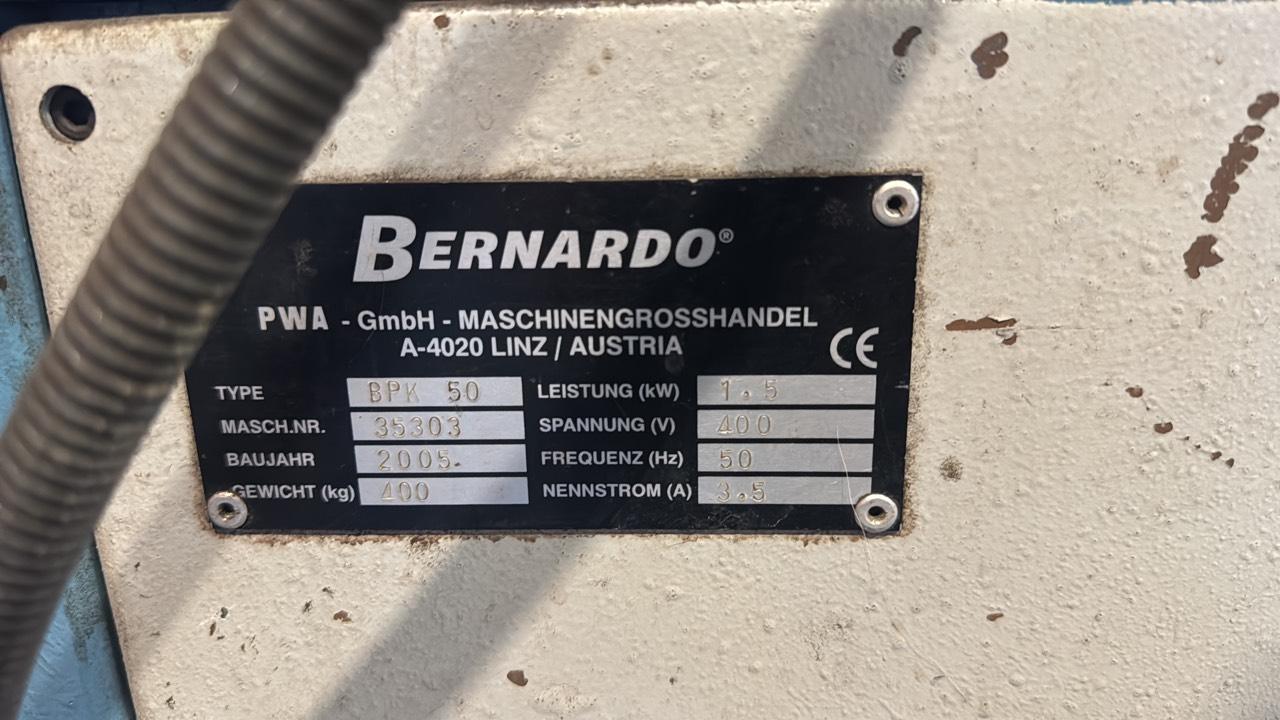 BERNARDO®
PWA - GmbH - MASCHINENGROSSHANDEL
A-4020 LINZ / AUSTRIA
CE
TYPE BPK 50 LEISTUNG (kW) 1.5
MASCH.NR. 35303 SPANNUNG (V) 400
BAUJAHR 2005. FREQUENZ (Hz) 50
GEWICHT (kg) 400 NENNSTROM (A) 3.5